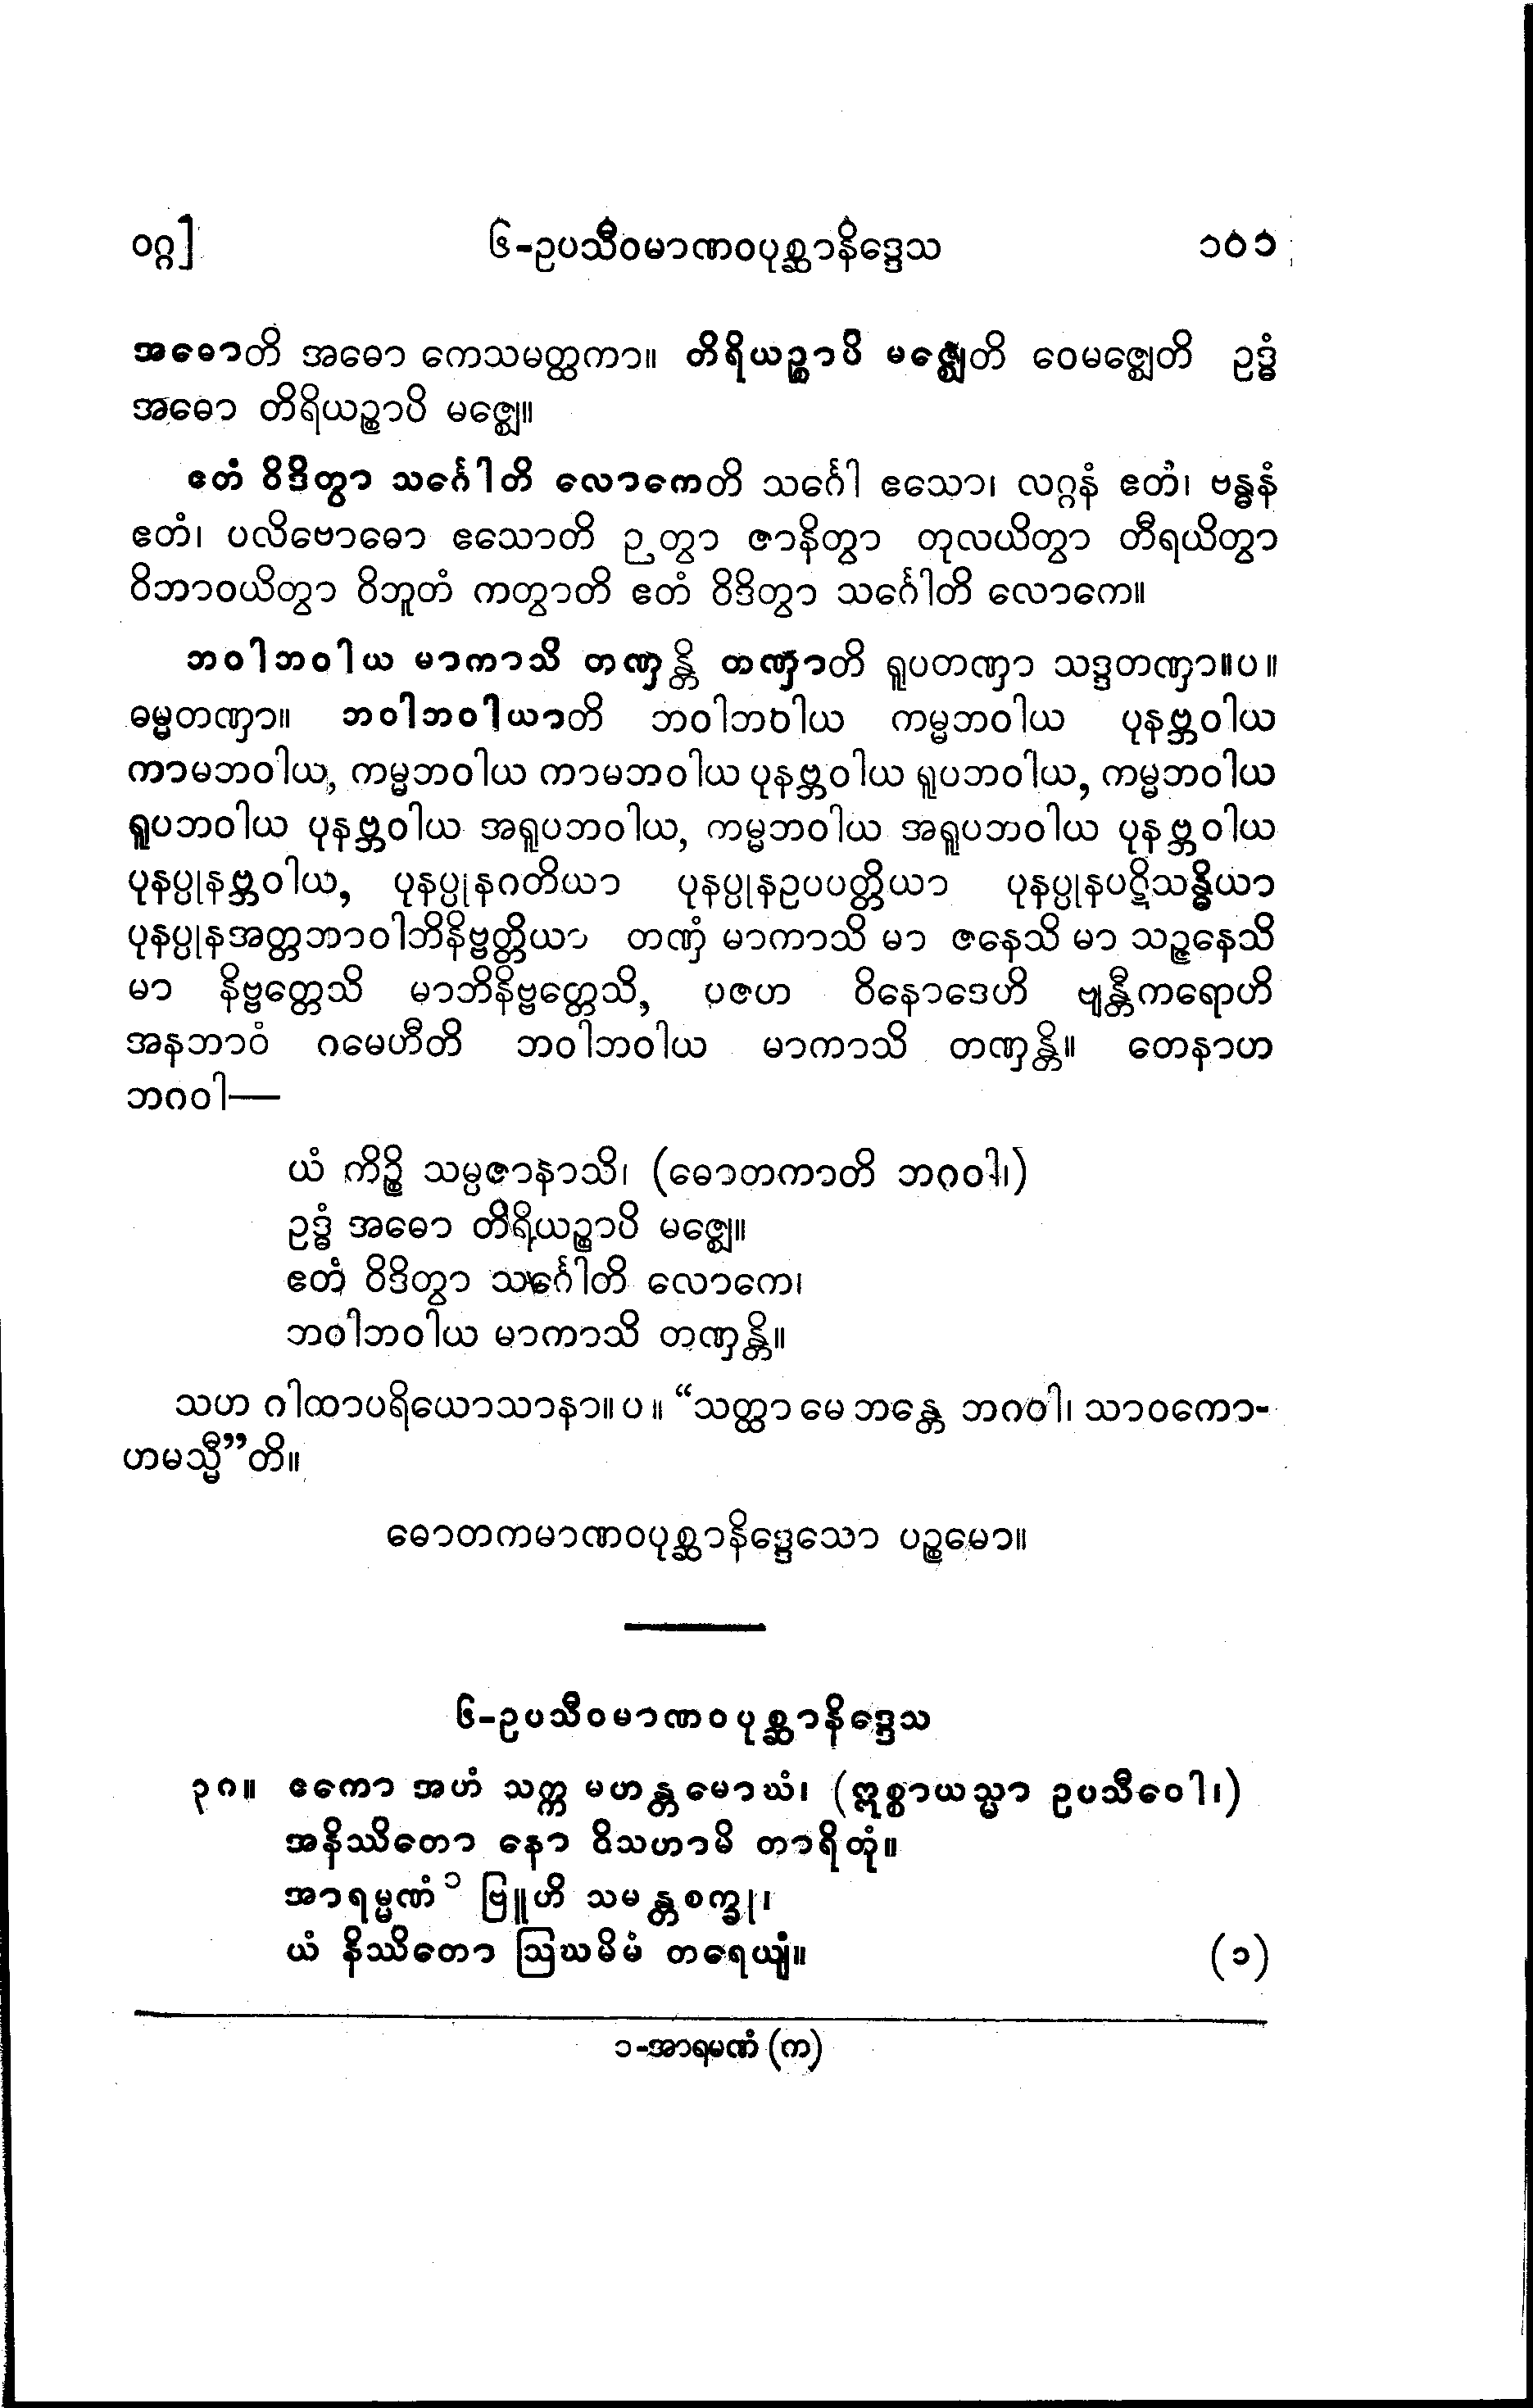 ဝဂ္ဂ] ၆-ဥပသီဝမာဏဝပုစ္ဆာနိဒ္ဒေသ ၁၀၁
အဓောတိ အဓော ကေသမတ္ထကာ။ တိရိယဉ္စာပိ မဇ္ဈေတိ ဝေမဇ္ဈေတိ ဥဒ္ဓံ
အဓော တိရိယဉ္စာပိ မဇ္ဈေ။
ဧတံ ဝိဒိတွာ သင်္ဂေါတိ လောကေတိ သင်္ဂေါ ဧသော၊ လဂ္ဂနံ ဧတံ၊ ဗန္ဓနံ
ဧတံ၊ ပလိဗောဓော ဧသောတိ ဉတွာ ဇာနိတွာ တုလယိတွာ တီရယိတွာ
ဝိဘာဝယိတွာ ဝိဘူတံ ကတွာတိ ဧတံ ဝိဒိတွာ သင်္ဂေါတိ လောကေ။
ဘဝါဘဝါယ မာကာသိ တဏှန္တိ တဏှာတိ ရူပတဏှာ သဒ္ဒတဏှာ။ပ။
ဓမ္မတဏှာ။ ဘဝါဘဝါယာတိ ဘဝါဘဝါယ ကမ္မဘဝါယ ပုနဗ္ဘဝါယ
ကာမဘဝါယ, ကမ္မဘဝါယ ကာမဘဝါယ ပုနဗ္ဘဝါယ ရူပဘဝါယ, ကမ္မဘဝါယ
ရူပဘဝါယ ပုနဗ္ဘဝါယ အရူပဘဝါယ, ကမ္မဘဝါယ အရူပဘဝါယ ပုနဗ္ဘဝါယ
ပုနပ္ပုနဗ္ဘဝါယ, ပုနပ္ပုနဂတိယာ ပုနပ္ပုနဥပပတ္တိယာ ပုနပ္ပုနပဋိသန္ဓိယာ
ပုနပ္ပုနအတ္တဘာဝါဘိနိဗ္ဗတ္တိယာ တဏှံ မာကာသိ မာ ဇနေသိ မာ သဉ္ဇနေသိ
မာ နိဗ္ဗတ္တေသိ မာဘိနိဗ္ဗတ္တေသိ, ပဇဟ ဝိနောဒေဟိ ဗျန္တီကရောဟိ
အနဘာဝံ ဂမေဟီတိ ဘဝါဘဝါယ မာကာသိ တဏှန္တိ။ တေနာဟ
ဘဂဝါ—
ယံ ကိဉ္စိ သမ္ပဇာနာသိ၊ (ဓောတကာတိ ဘဂဝါ၊)
ဥဒ္ဓံ အဓော တိရိယဉ္စာပိ မဇ္ဈေ။
ဧတံ ဝိဒိတွာ သင်္ဂေါတိ လောကေ၊
ဘဝါဘဝါယ မာကာသိ တဏှန္တိ။
သဟ ဂါထာပရိယောသာနာ။ပ။ “သတ္ထာ မေ ဘန္တေ ဘဂဝါ၊ သာဝကော-
ဟမသ္မီ”တိ။
ဓောတကမာဏဝပုစ္ဆာနိဒ္ဒေသော ပဉ္စမော။
၆-ဥပသီဝမာဏဝပုစ္ဆာနိဒ္ဒေသ
၃၈။ ဧကော အဟံ သက္က မဟန္တမောဃံ၊ (ဣစ္စာယသ္မာ ဥပသီဝေါ၊)
အနိဿိတော နော ဝိသဟာမိ တာရိတုံ။
အာရမ္မဏံ ၁ ဗြူဟိ သမန္တစက္ခု၊
ယံ နိဿိတော ဩဃမိမံ တရေယျံ။ (၁)
၁-အာရမဏံ (က)